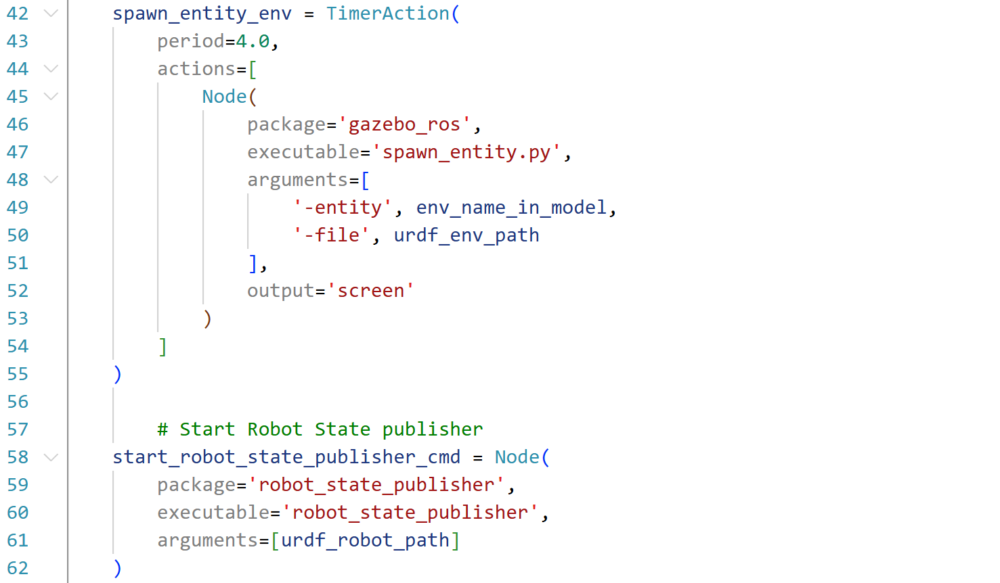 42 spawn_entity_env = TimerAction(
43 period=4.0,
44 actions=[
45 Node(
46 package='gazebo_ros',
47 executable='spawn_entity.py',
48 arguments=[
49 '-entity', env_name_in_model,
50 '-file', urdf_env_path
51 ],
52 output='screen'
53 )
54 ]
55 )
56
57 # Start Robot State publisher
58 start_robot_state_publisher_cmd = Node(
59 package='robot_state_publisher',
60 executable='robot_state_publisher',
61 arguments=[urdf_robot_path]
62 )